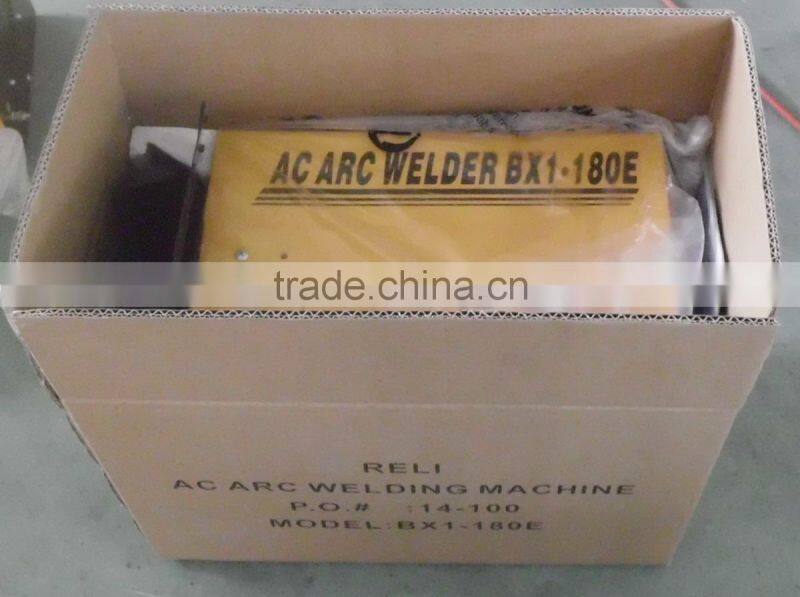 AC ARC WELDER BX1-180E
trade.china.cn
RELI
AC ARC WELDING MACHINE
P.O.# :14-100
MODEL:BX1-180E